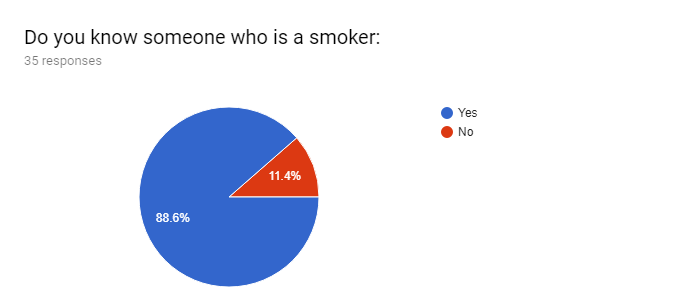 Do you know someone who is a smoker:
35 responses
Yes
No
11.4%
88.6%